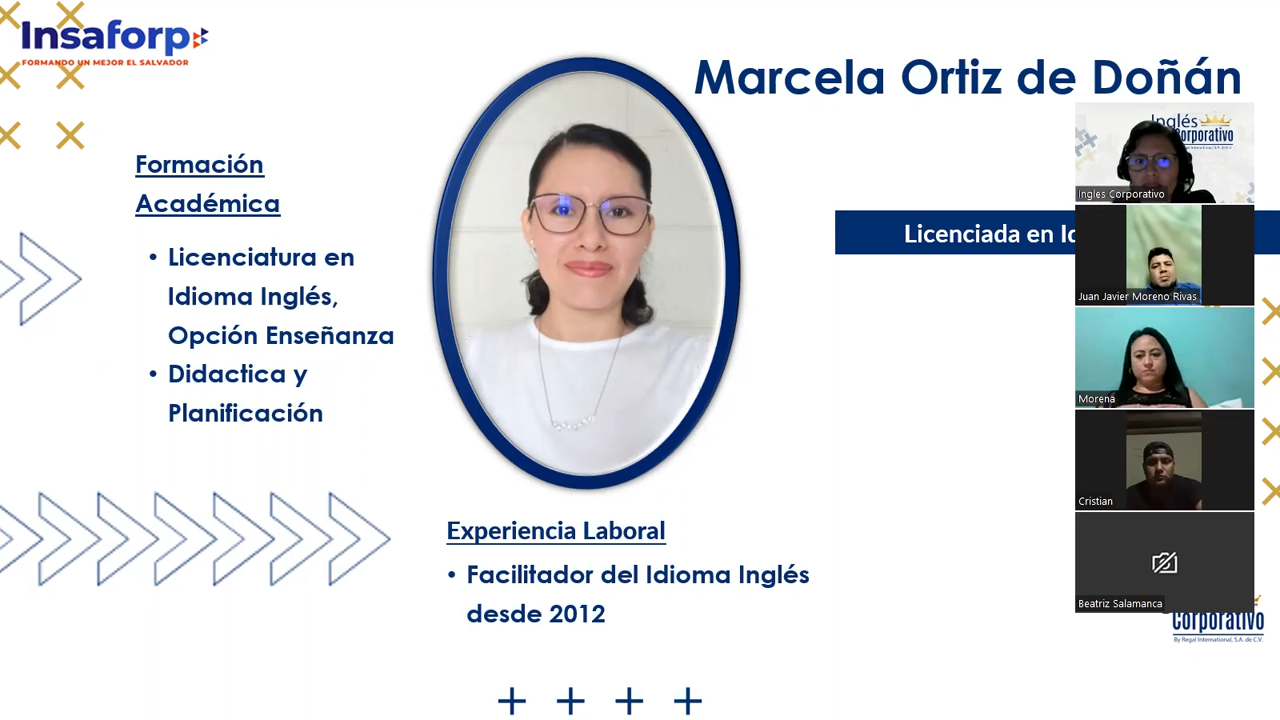 Insaforp
FORMANDO UN MEJOR EL SALVADOR
Marcela Ortiz de Doñán
Formación
Académica
• Licenciatura en
Idioma Inglés,
Opción Enseñanza
• Didactica y
Planificación
Licenciada en Id
Experiencia Laboral
• Facilitador del Idioma Inglés
desde 2012
Inglés
Corporativo
Ingles Corporativo
Juan Javier Moreno Rivas
Morena
Cristian
Beatriz Salamanca
Corporativo
By Regal International, S.A. de C.V.